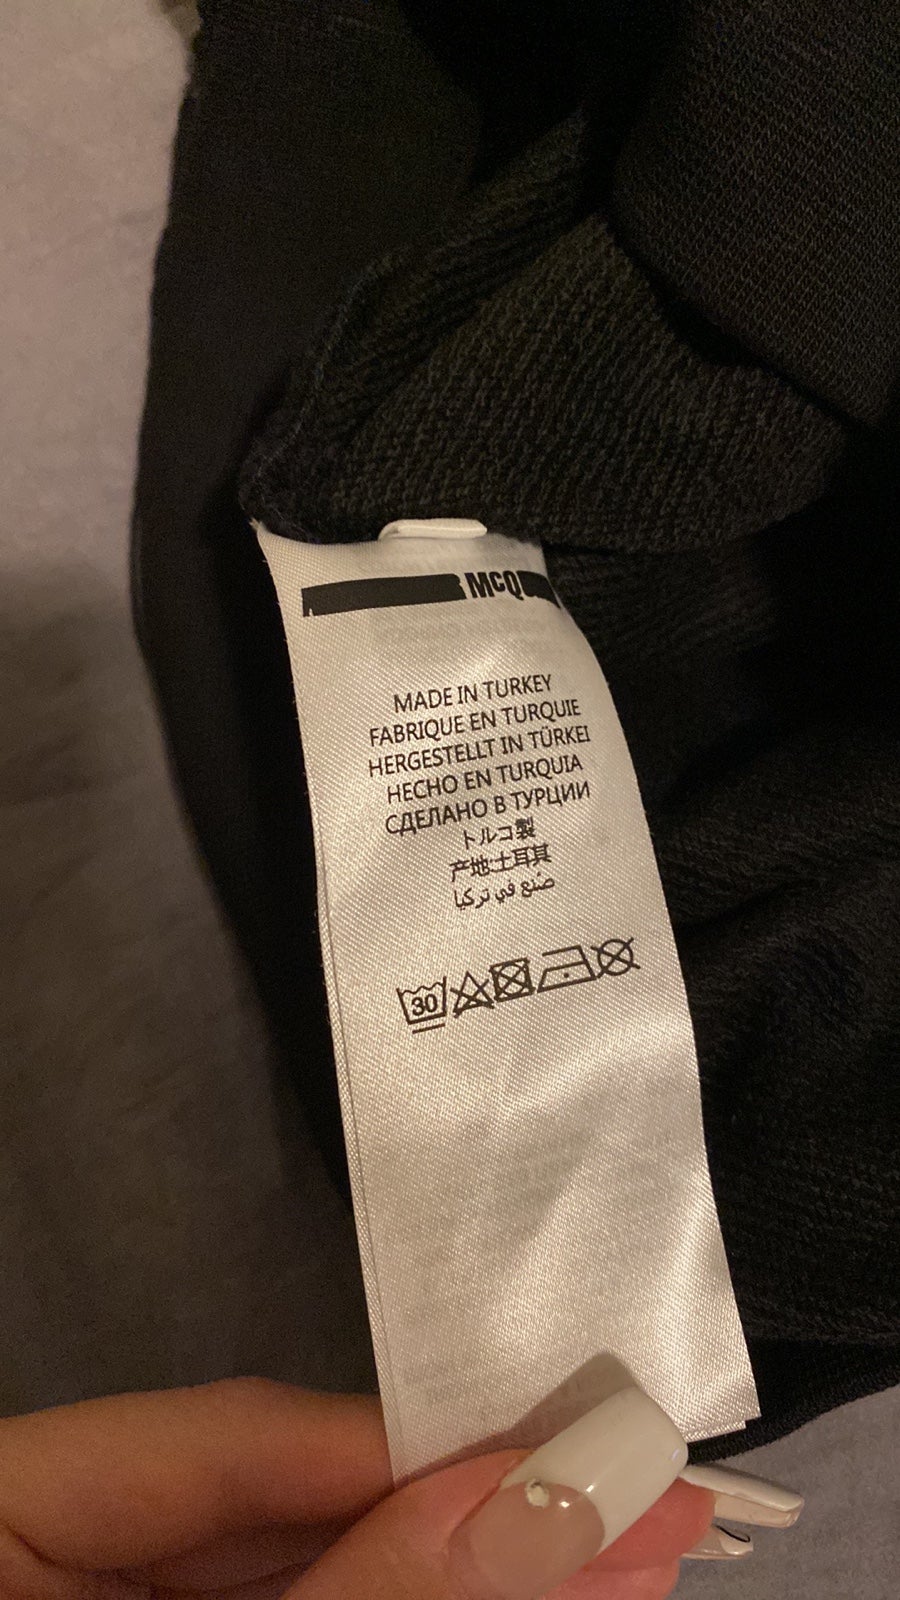 McQ
MADE IN TURKEY
FABRIQUE EN TURQUIE
HERGESTELLT IN TÜRKEI
HECHO EN TURQUIA
СДЕЛАНО В ТУРЦИИ
トルコ製
产地:土耳其
صنع في تركيا
30